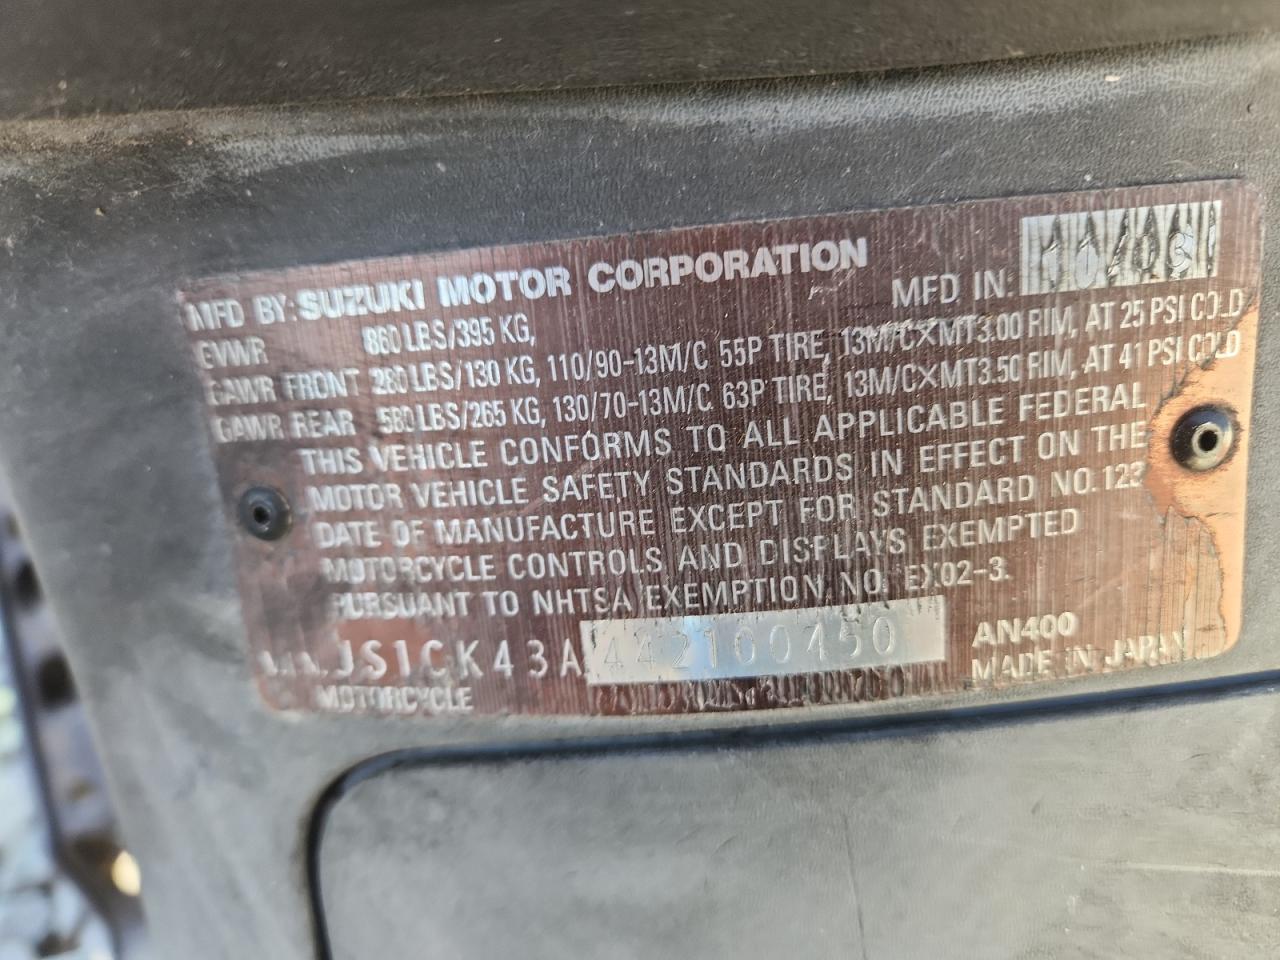 MFD BY: SUZUKI MOTOR CORPORATION MFD IN:
GVWR 860 LBS/395 KG,
GAWR FRONT 280 LBS/130 KG, 110/90-13M/C 55P TIRE, 13M/C×MT3.00 RIM, AT 25 PSI COLD
GAWR REAR 580 LBS/265 KG, 130/70-13M/C 63P TIRE, 13M/C×MT3.50 RIM, AT 41 PSI COLD
THIS VEHICLE CONFORMS TO ALL APPLICABLE FEDERAL
MOTOR VEHICLE SAFETY STANDARDS IN EFFECT ON THE
DATE OF MANUFACTURE EXCEPT FOR STANDARD NO. 123
MOTORCYCLE CONTROLS AND DISPLAYS EXEMPTED
PURSUANT TO NHTSA EXEMPTION NO. EX02-3.
JS1CK43A442100450
AN400
MOTORCYCLE
MADE IN JAPAN